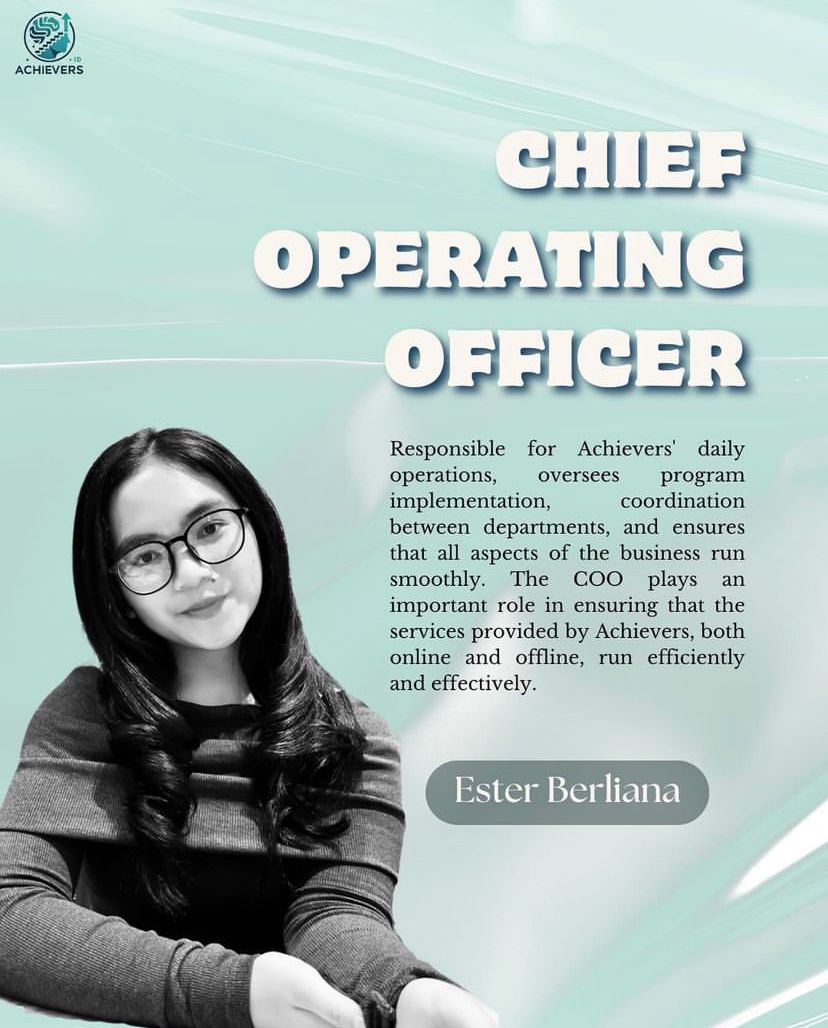 • ID
ACHIEVERS
CHIEF
OPERATING
OFFICER
Responsible for Achievers' daily
operations, oversees program
implementation, coordination
between departments, and ensures
that all aspects of the business run
smoothly. The COO plays an
important role in ensuring that the
services provided by Achievers, both
online and offline, run efficiently
and effectively.
Ester Berliana